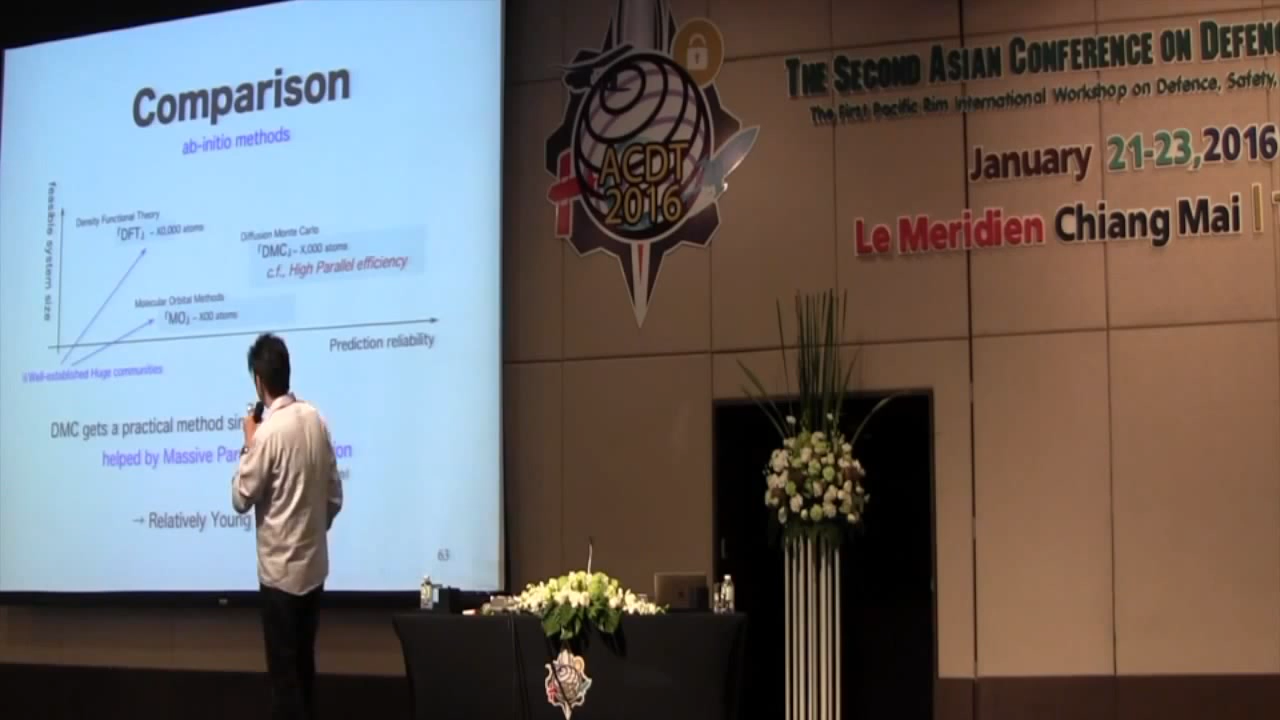 Comparison
ab-initio methods
feasible system size
Density Functional Theory
「DFT」 ~ X0,000 atoms
Diffusion Monte Carlo
「DMC」~ X,000 atoms
c.f., High Parallel efficiency
Molecular Orbital Methods
「MO」 ~ X00 atoms
Prediction reliability
Well-established Huge communities
DMC gets a practical method
helped by Massive
→ Relatively Young
63
ACDT
2016
THE SECOND ASIAN CONFERENCE ON DEFEN
The First Pacific Rim International Workshop on Defence, Safety,
January 21-23, 2016
Le Meridien Chiang Mai |